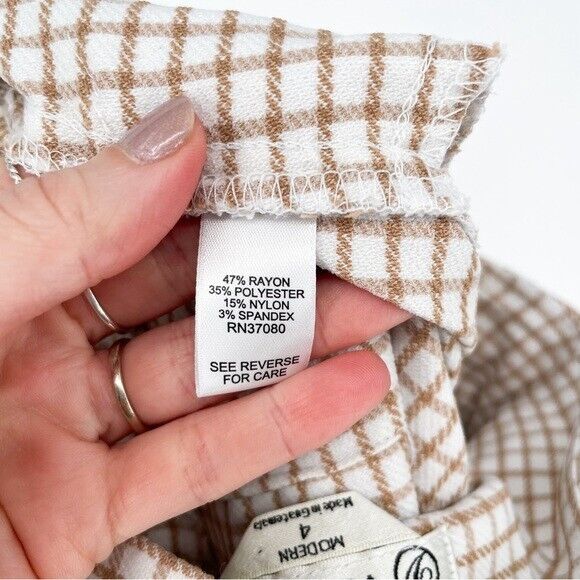 47% RAYON
35% POLYESTER
15% NYLON
3% SPANDEX
RN37080
SEE REVERSE
FOR CARE
MODERN
4
Made in Guatemala